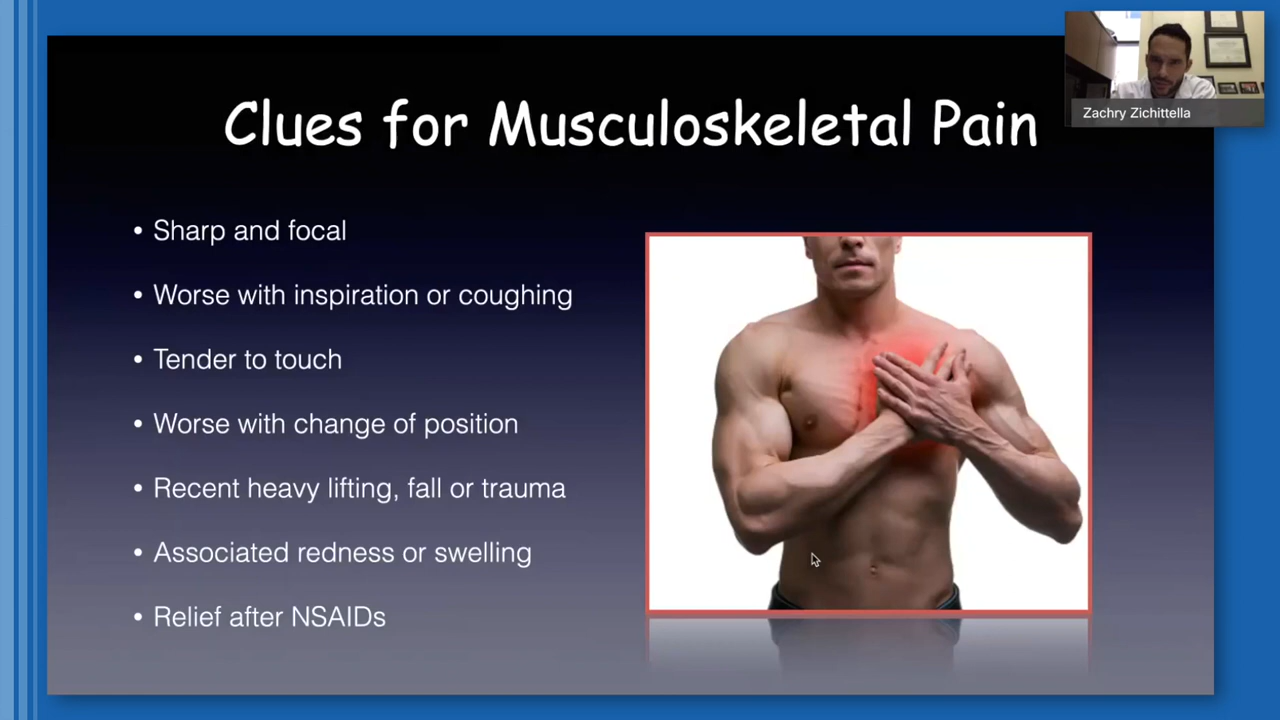 Zachry Zichittella
Clues for Musculoskeletal Pain
• Sharp and focal
• Worse with inspiration or coughing
• Tender to touch
• Worse with change of position
• Recent heavy lifting, fall or trauma
• Associated redness or swelling
• Relief after NSAIDs